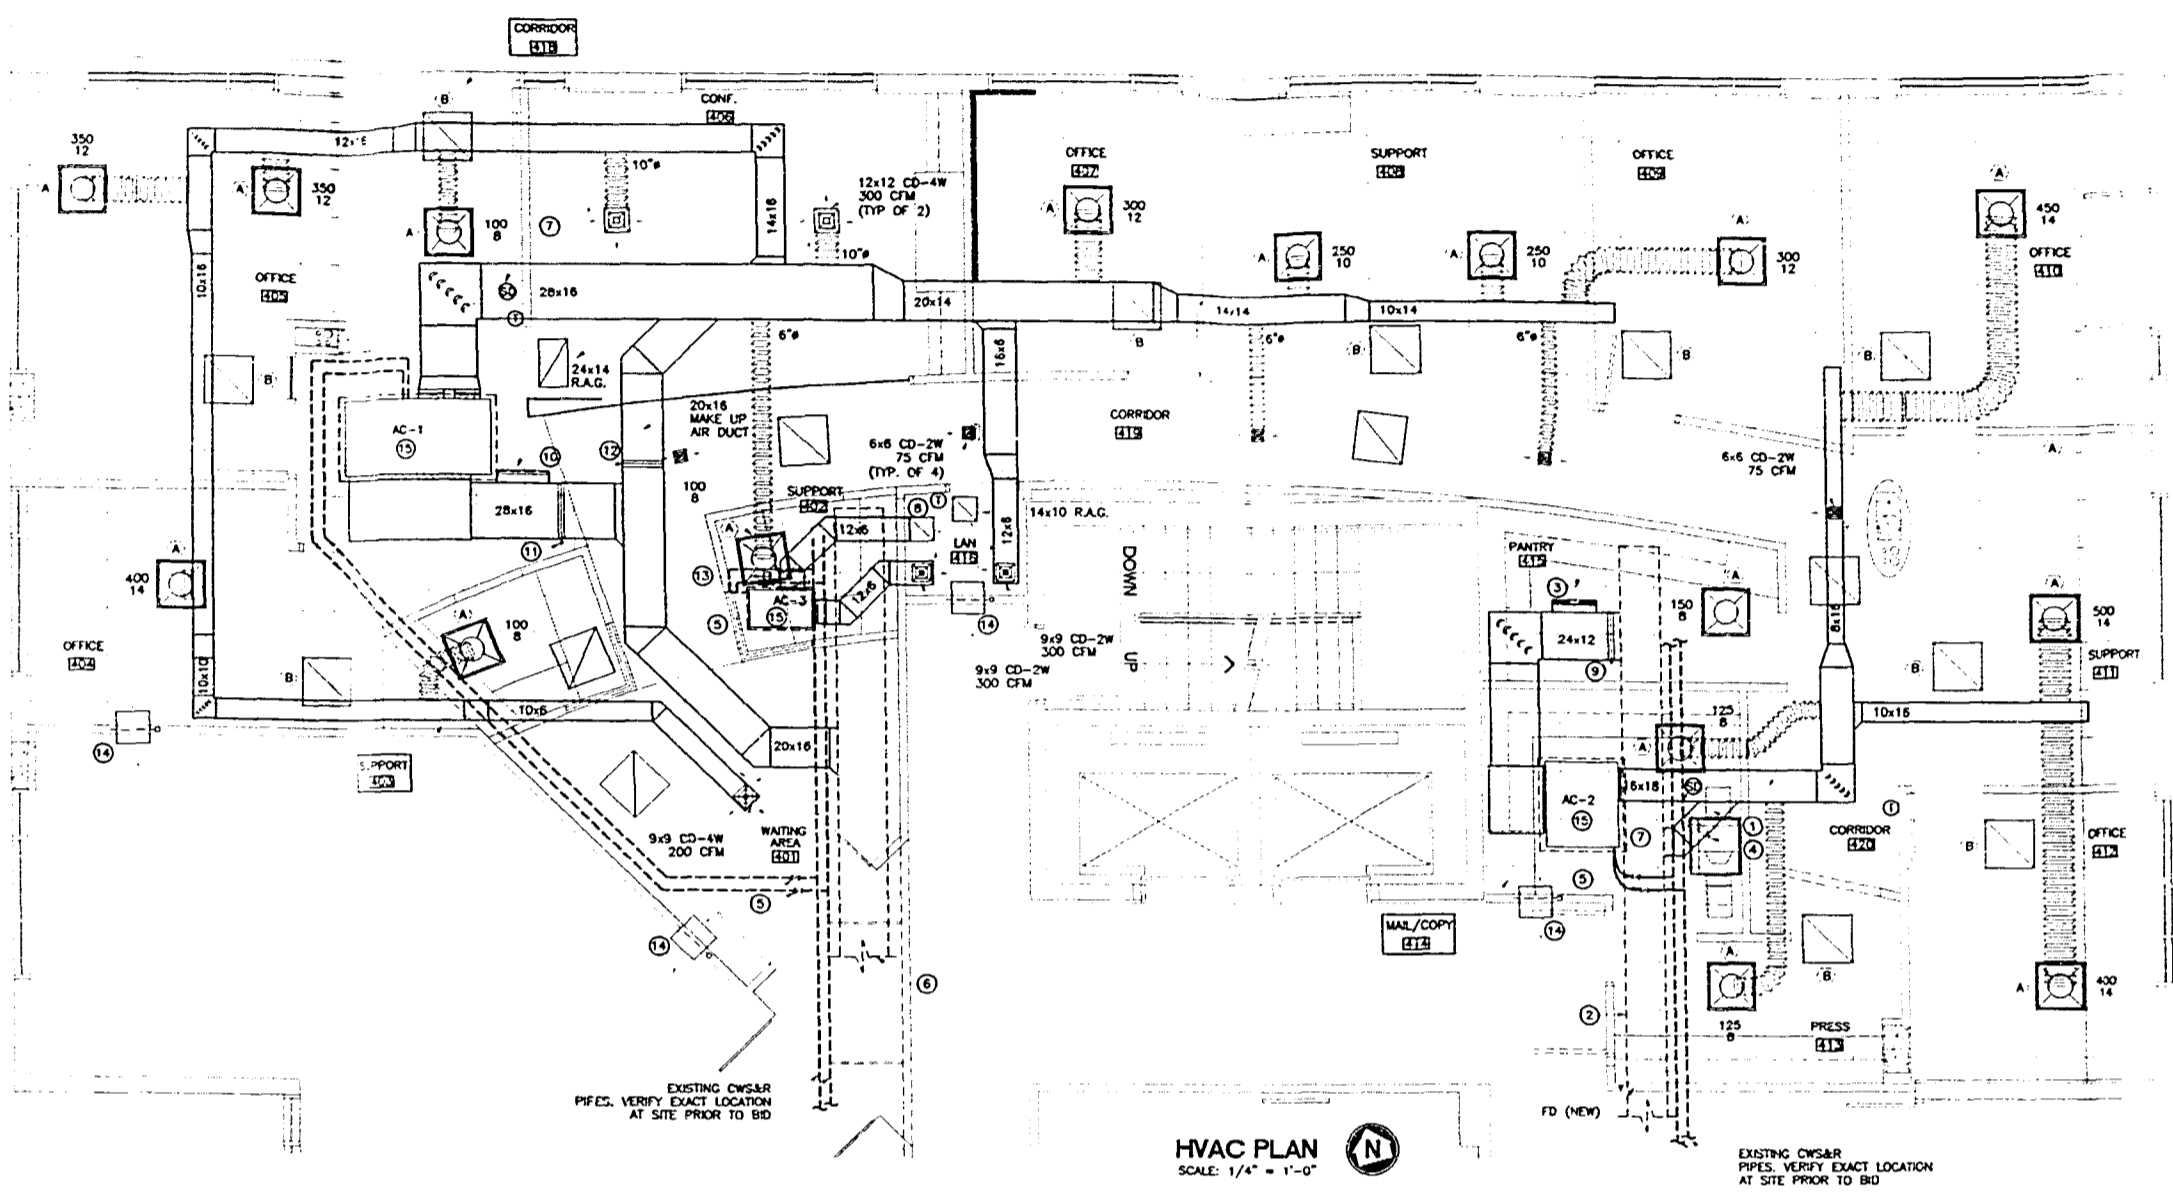 CORRIDOR
418
B
CONF.
406
350
12
12x16
10"ø
A
A
350
12
A
100
8
7
12x12 CD-4W
300 CFM
(TYP OF 2)
10"ø
14x16
OFFICE
407
A
300
12
SUPPORT
408
OFFICE
409
A
250
10
A
250
10
A
300
12
A
450
14
OFFICE
410
OFFICE
405
10x16
SD
28x16
T
20x14
14x14
10x14
6"ø
6"ø
6"ø
B
B
B
B
B
24x14
R.A.G.
16x6
AC-1
15
20x16
MAKE UP
AIR DUCT
CORRIDOR
419
6x6 CD-2W
75 CFM
(TYP. OF 4)
6x6 CD-2W
75 CFM
A
10
12
100
8
SUPPORT
402
28x16
11
A
12x6
8
T
14x10 R.A.G.
LAN
416
12x6
DOWN
UP
PANTRY
415
A
400
14
13
AC-3
15
12x6
5
14
3
A
150
8
A
500
14
SUPPORT
411
OFFICE
404
A
100
8
B
9x9 CD-2W
300 CFM
9x9 CD-2W
300 CFM
24x12
9
8x16
B
10x10
10x6
14
20x16
125
8
A
10x16
SUPPORT
403
AC-2
15
16x18
SD
7
1
4
T
CORRIDOR
420
B
OFFICE
412
9x9 CD-4W
200 CFM
WAITING
AREA
401
5
5
14
14
MAIL/COPY
414
A
B
6
2
125
8
PRESS
413
A
400
14
EXISTING CWS&R
PIPES. VERIFY EXACT LOCATION
AT SITE PRIOR TO BID
FD (NEW)
HVAC PLAN
N
SCALE: 1/4" = 1'-0"
EXISTING CWS&R
PIPES. VERIFY EXACT LOCATION
AT SITE PRIOR TO BID